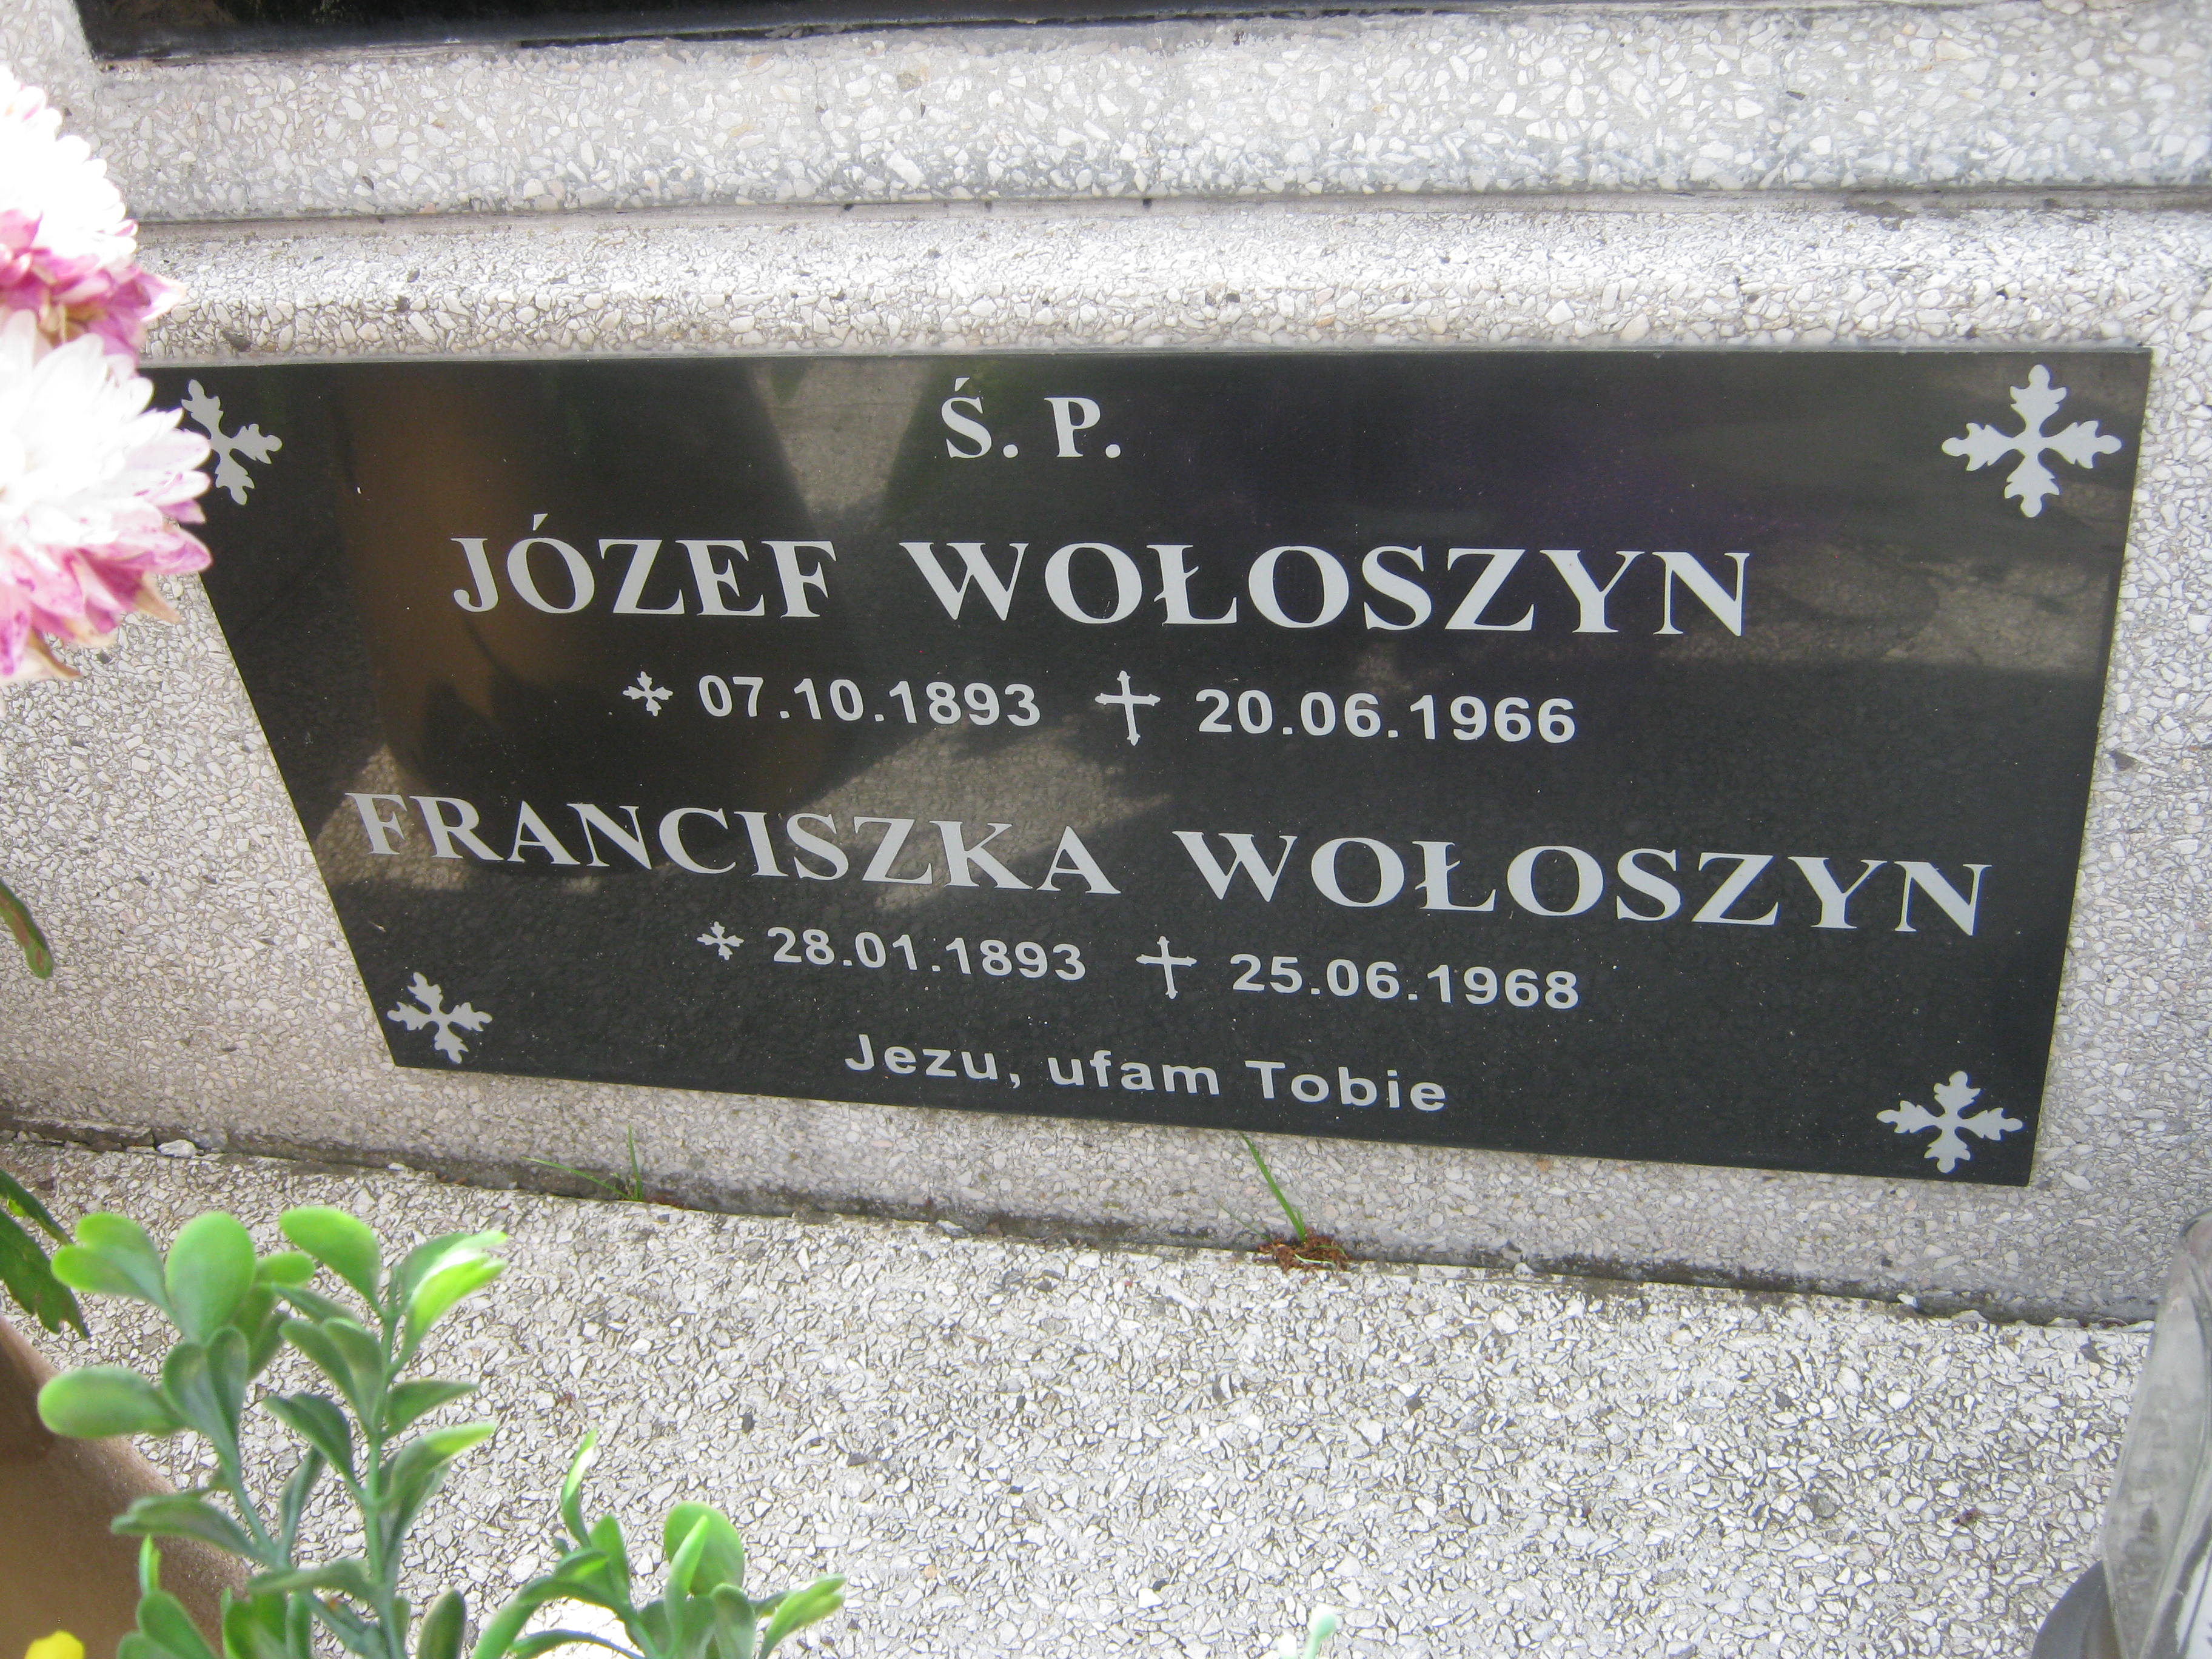 Ś. P.
JÓZEF WOŁOSZYN
07.10.1893 20.06.1966
FRANCISZKA WOŁOSZYN
28.01.1893 25.06.1968
Jezu, ufam Tobie